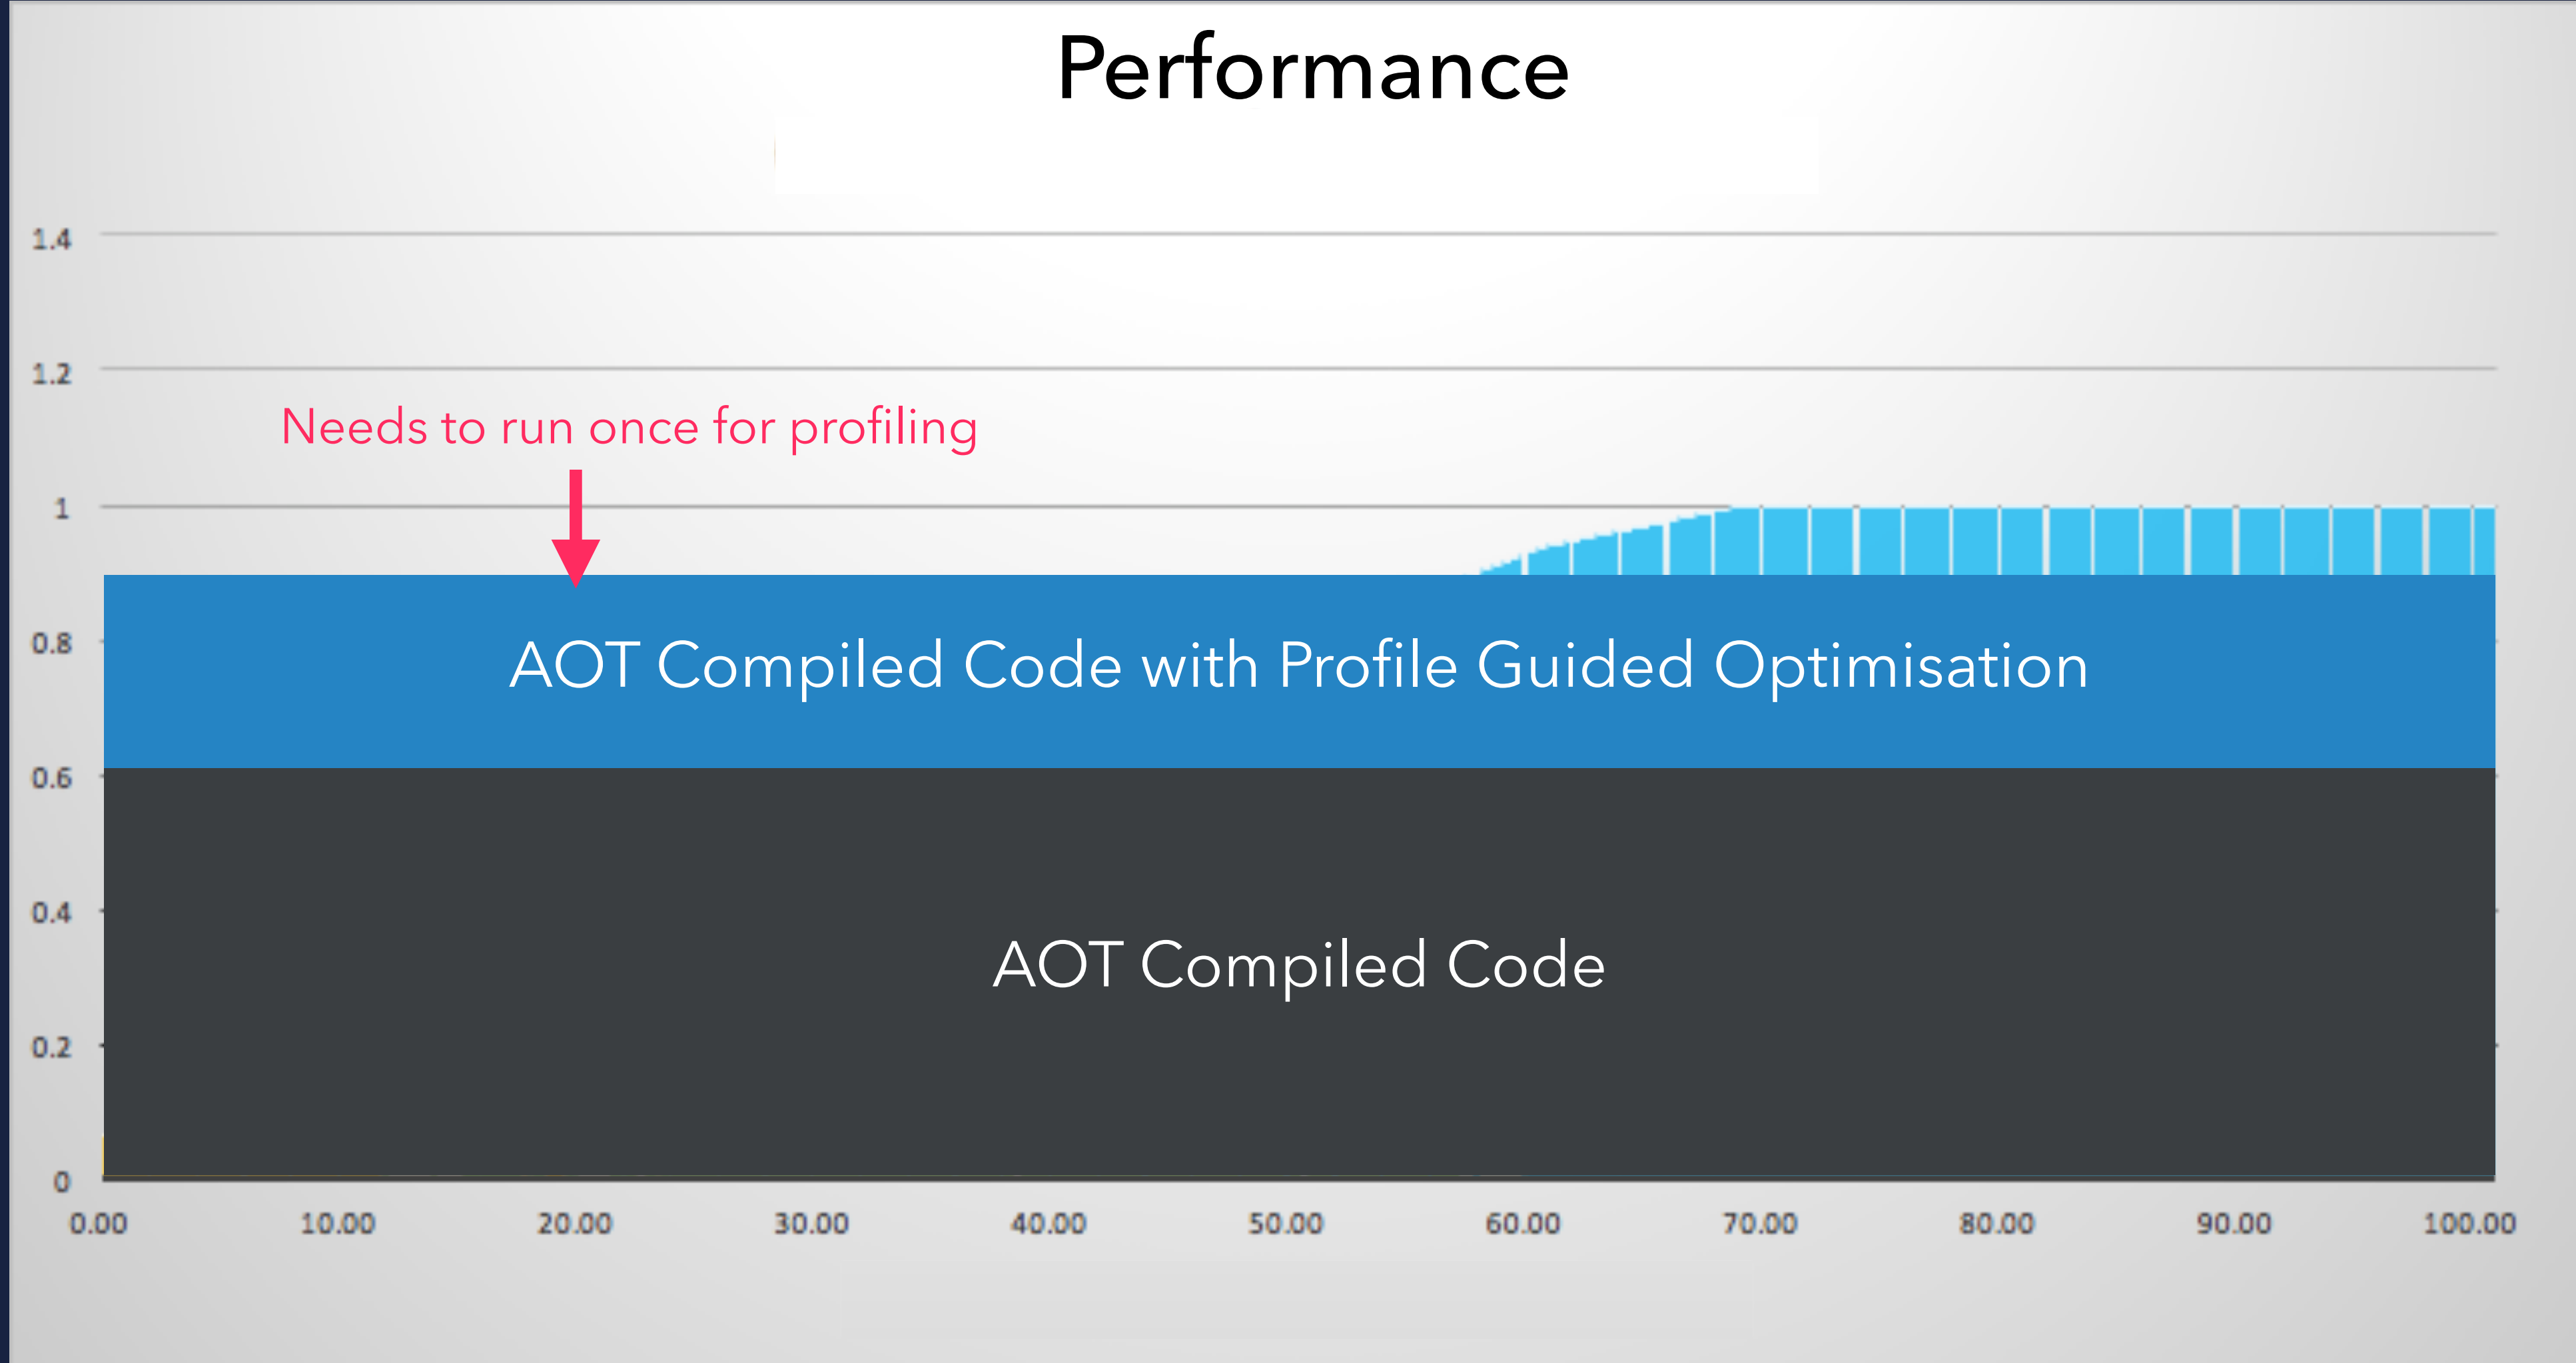 Performance
1.4
1.2
Needs to run once for profiling
1
0.8
AOT Compiled Code with Profile Guided Optimisation
0.6
0.4
AOT Compiled Code
0.2
0
0.00 10.00 20.00 30.00 40.00 50.00 60.00 70.00 80.00 90.00 100.00